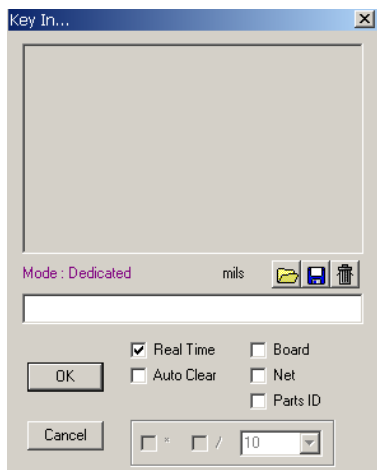 Key In...
Mode : Dedicated mils
Real Time Board
OK Auto Clear Net
Parts ID
Cancel * / 10